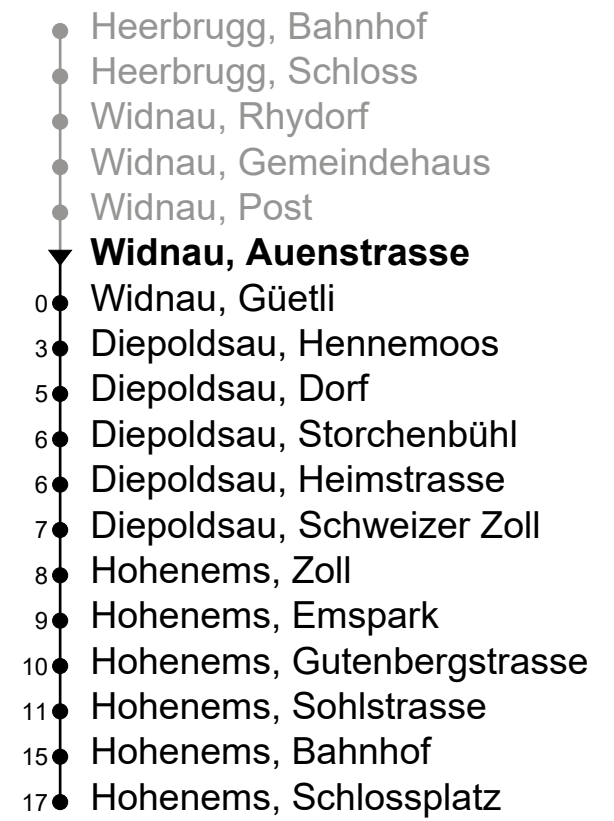 Heerbrugg, Bahnhof
Heerbrugg, Schloss
Widnau, Rhydorf
Widnau, Gemeindehaus
Widnau, Post
Widnau, Auenstrasse
0 Widnau, Güetli
3 Diepoldsau, Hennemoos
5 Diepoldsau, Dorf
6 Diepoldsau, Storchenbühl
6 Diepoldsau, Heimstrasse
7 Diepoldsau, Schweizer Zoll
8 Hohenems, Zoll
9 Hohenems, Emspark
10 Hohenems, Gutenbergstrasse
11 Hohenems, Sohlstrasse
15 Hohenems, Bahnhof
17 Hohenems, Schlossplatz